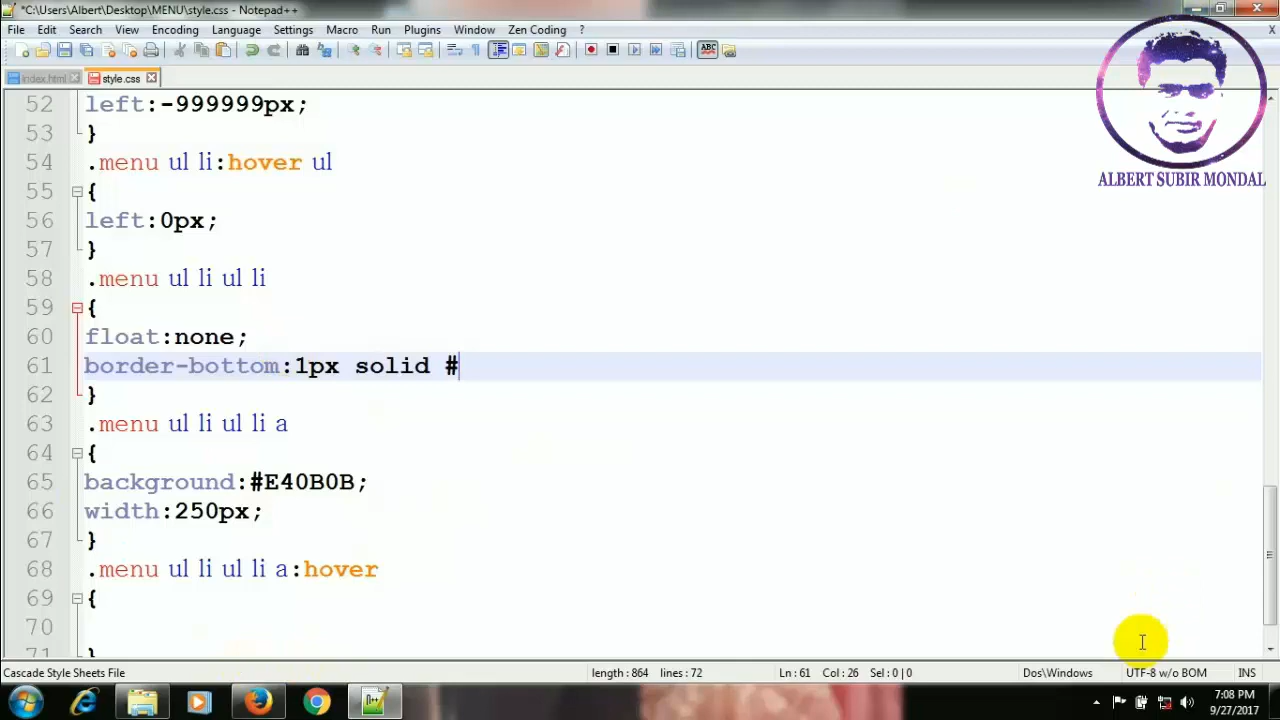 *C:\Users\Albert\Desktop\MENU\style.css - Notepad++
File Edit Search View Encoding Language Settings Macro Run Plugins Window Zen Coding ? X
index.html style.css
52 left:-999999px;
53 }
54 .menu ul li:hover ul
55 {
56 left:0px;
57 }
58 .menu ul li ul li
59 {
60 float:none;
61 border-bottom:1px solid #
62 }
63 .menu ul li ul li a
64 {
65 background:#E40B0B;
66 width:250px;
67 }
68 .menu ul li ul li a:hover
69 {
70
71 }
ALBERT SUBIR MONDAL
Cascade Style Sheets File length : 864 lines : 72 Ln : 61 Col : 26 Sel : 0 | 0 Dos\Windows UTF-8 w/o BOM INS
7:08 PM
9/27/2017